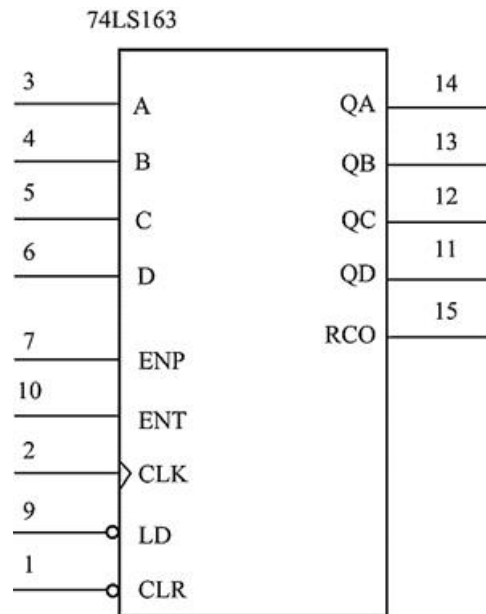 74LS163
3 A QA 14
4 B QB 13
5 C QC 12
6 D QD 11
RCO 15
7 ENP
10 ENT
2 CLK
9 LD
1 CLR